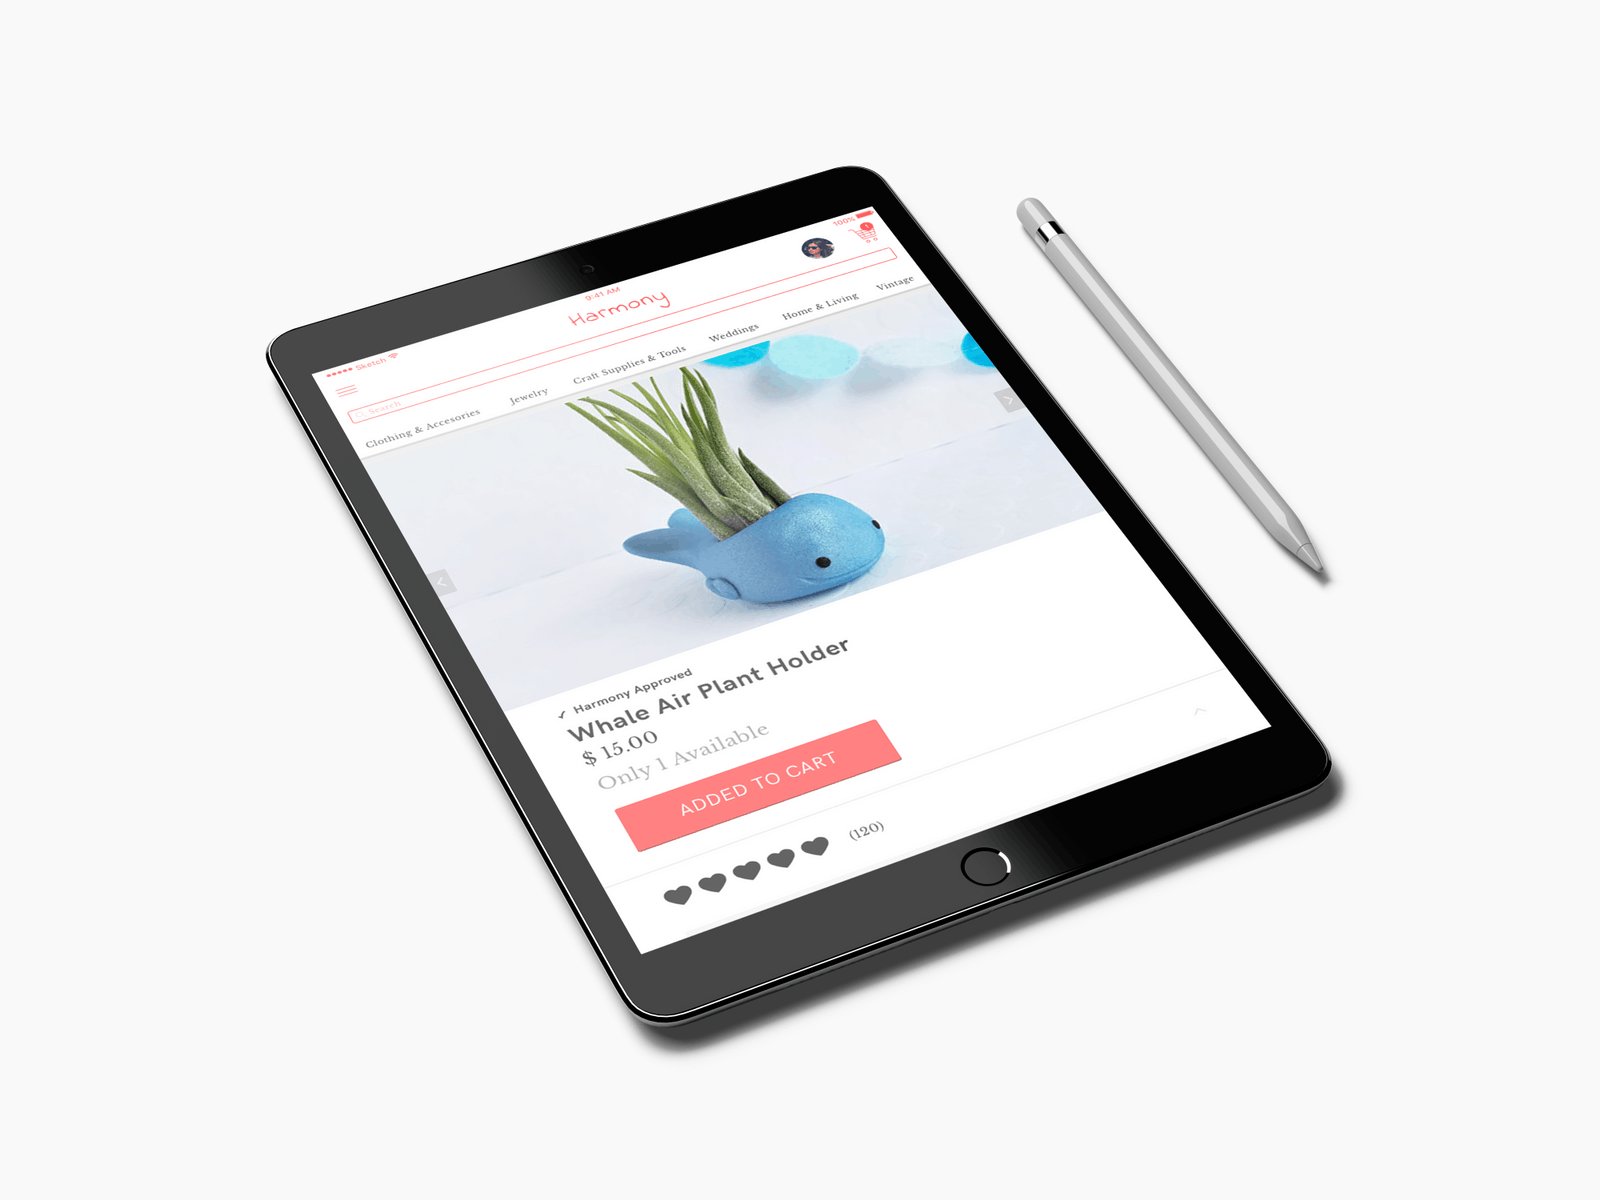 Sketch
9:41 AM
100%
Harmony
1
Search
Clothing & Accesories Jewelry Craft Supplies & Tools Weddings Home & Living Vintage
✓ Harmony Approved
Whale Air Plant Holder
$ 15.00
Only 1 Available
ADDED TO CART
(120)